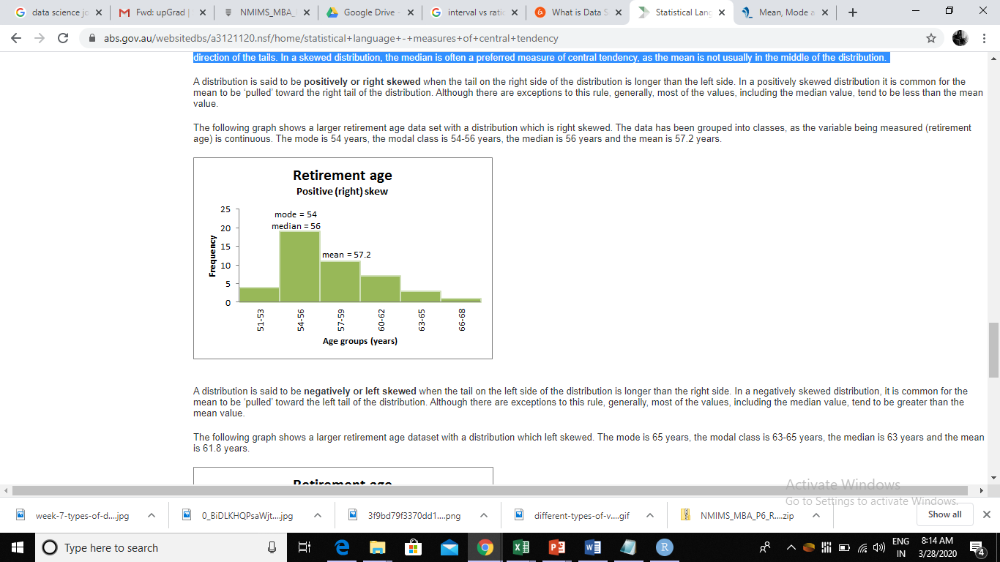 data science jo
Fwd: upGrad |
NMIMS_MBA_
Google Drive -
interval vs ratio
What is Data S
Statistical Lang
Mean, Mode a
abs.gov.au/websitedbs/a3121120.nsf/home/statistical+language+-+measures+of+central+tendency
direction of the tails. In a skewed distribution, the median is often a preferred measure of central tendency, as the mean is not usually in the middle of the distribution.
A distribution is said to be positively or right skewed when the tail on the right side of the distribution is longer than the left side. In a positively skewed distribution it is common for the
mean to be ‘pulled’ toward the right tail of the distribution. Although there are exceptions to this rule, generally, most of the values, including the median value, tend to be less than the mean
value.
The following graph shows a larger retirement age data set with a distribution which is right skewed. The data has been grouped into classes, as the variable being measured (retirement
age) is continuous. The mode is 54 years, the modal class is 54-56 years, the median is 56 years and the mean is 57.2 years.
Retirement age
Positive (right) skew
25
20
15
10
5
0
Frequency
mode = 54
median = 56
mean = 57.2
51-53
54-56
57-59
60-62
63-65
66-68
Age groups (years)
A distribution is said to be negatively or left skewed when the tail on the left side of the distribution is longer than the right side. In a negatively skewed distribution, it is common for the
mean to be ‘pulled’ toward the left tail of the distribution. Although there are exceptions to this rule, generally, most of the values, including the median value, tend to be greater than the
mean value.
The following graph shows a larger retirement age dataset with a distribution which left skewed. The mode is 65 years, the modal class is 63-65 years, the median is 63 years and the mean
is 61.8 years.
Retirement age
Activate Windows
Go to Settings to activate Windows.
week-7-types-of-d....jpg
0_BiDLKHQPsaWjt....jpg
3f9bd79f3370dd1....png
different-types-of-v....gif
NMIMS_MBA_P6_R....zip
Show all
Type here to search
ENG
IN
8:14 AM
3/28/2020
4